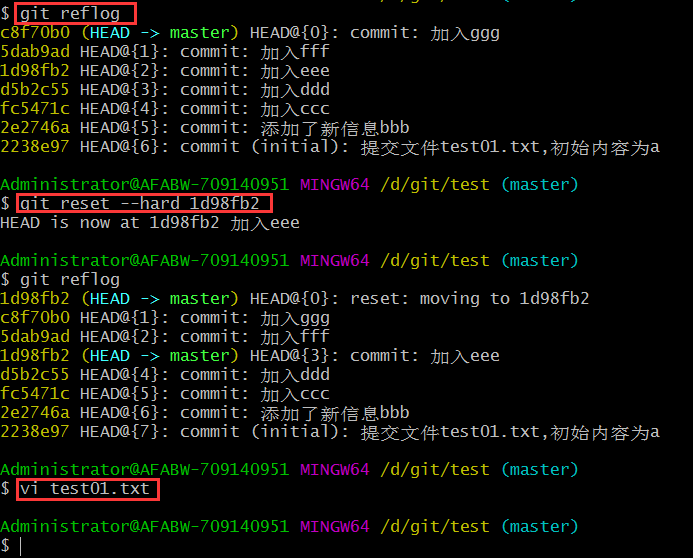 $ git reflog
c8f70b0 (HEAD -> master) HEAD@{0}: commit: 加入ggg
5dab9ad HEAD@{1}: commit: 加入fff
1d98fb2 HEAD@{2}: commit: 加入eee
d5b2c55 HEAD@{3}: commit: 加入ddd
fc5471c HEAD@{4}: commit: 加入ccc
2e2746a HEAD@{5}: commit: 添加了新信息bbb
2238e97 HEAD@{6}: commit (initial): 提交文件test01.txt,初始内容为a
Administrator@AFABW-709140951 MINGW64 /d/git/test (master)
$ git reset --hard 1d98fb2
HEAD is now at 1d98fb2 加入eee
Administrator@AFABW-709140951 MINGW64 /d/git/test (master)
$ git reflog
1d98fb2 (HEAD -> master) HEAD@{0}: reset: moving to 1d98fb2
c8f70b0 HEAD@{1}: commit: 加入ggg
5dab9ad HEAD@{2}: commit: 加入fff
1d98fb2 (HEAD -> master) HEAD@{3}: commit: 加入eee
d5b2c55 HEAD@{4}: commit: 加入ddd
fc5471c HEAD@{5}: commit: 加入ccc
2e2746a HEAD@{6}: commit: 添加了新信息bbb
2238e97 HEAD@{7}: commit (initial): 提交文件test01.txt,初始内容为a
Administrator@AFABW-709140951 MINGW64 /d/git/test (master)
$ vi test01.txt
Administrator@AFABW-709140951 MINGW64 /d/git/test (master)
$